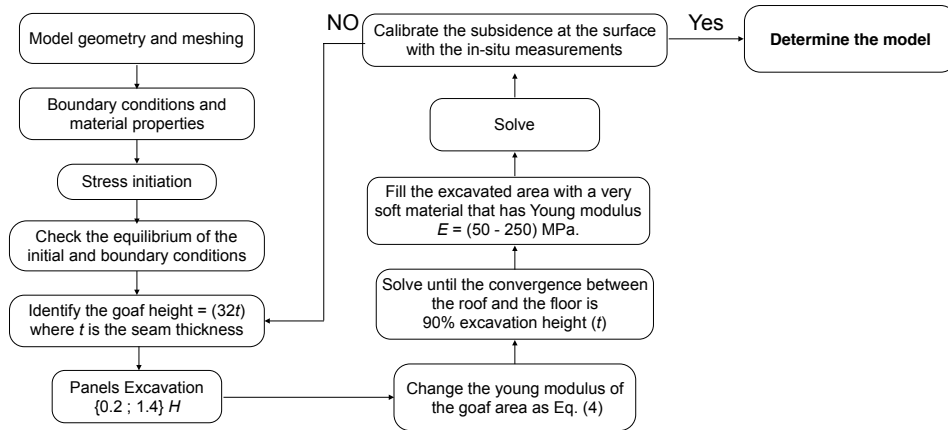 Model geometry and meshing
Boundary conditions and
material properties
Stress initiation
Check the equilibrium of the
initial and boundary conditions
Identify the goaf height = (32t)
where t is the seam thickness
Panels Excavation
{0.2 ; 1.4} H
Change the young modulus of
the goaf area as Eq. (4)
Solve until the convergence between
the roof and the floor is
90% excavation height (t)
Fill the excavated area with a very
soft material that has Young modulus
E = (50 - 250) MPa.
Solve
Calibrate the subsidence at the surface
with the in-situ measurements
NO
Yes
Determine the model